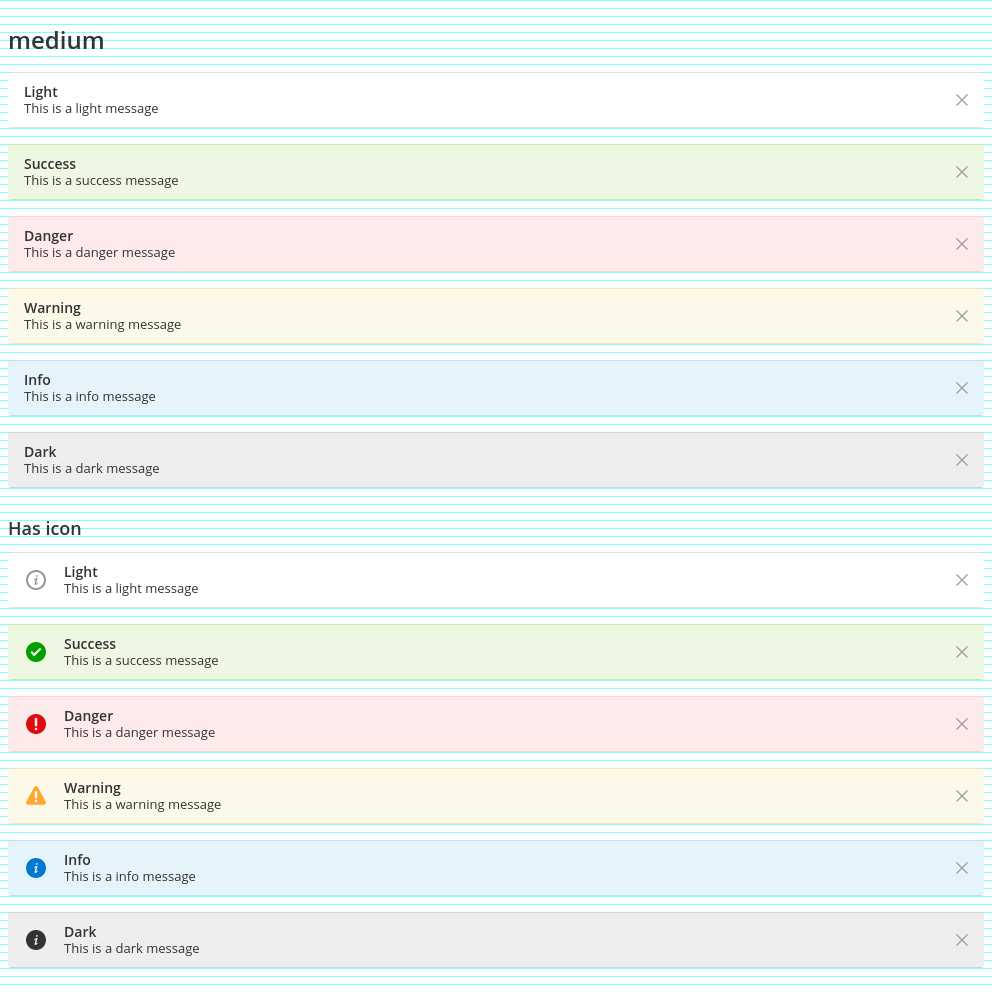 medium
Light
This is a light message
Success
This is a success message
Danger
This is a danger message
Warning
This is a warning message
Info
This is a info message
Dark
This is a dark message
Has icon
Light
This is a light message
Success
This is a success message
Danger
This is a danger message
Warning
This is a warning message
Info
This is a info message
Dark
This is a dark message